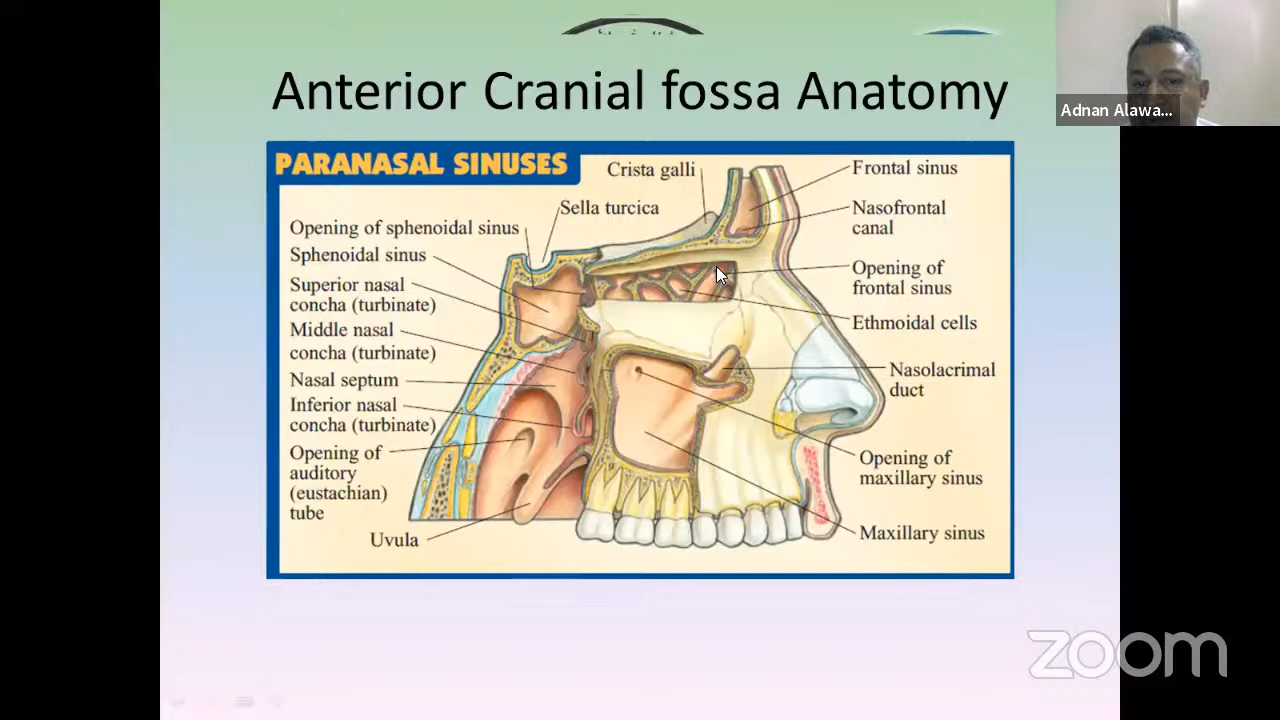 Anterior Cranial fossa Anatomy
Adnan Alawa...
PARANASAL SINUSES
Crista galli
Sella turcica
Opening of sphenoidal sinus
Sphenoidal sinus
Superior nasal
concha (turbinate)
Middle nasal
concha (turbinate)
Nasal septum
Inferior nasal
concha (turbinate)
Opening of
auditory
(eustachian)
tube
Uvula
Frontal sinus
Nasofrontal
canal
Opening of
frontal sinus
Ethmoidal cells
Nasolacrimal
duct
Opening of
maxillary sinus
Maxillary sinus
zoom